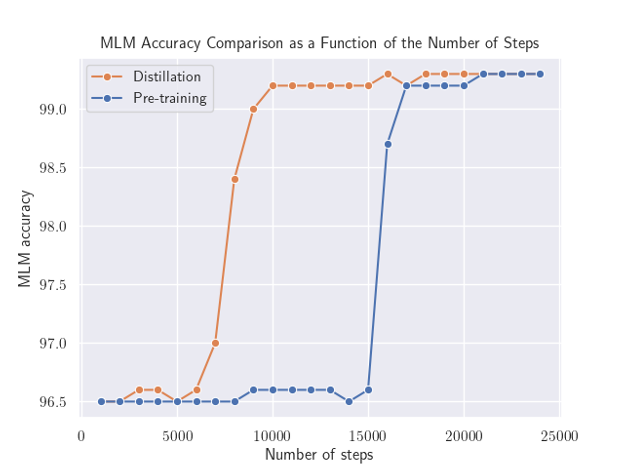 MLM Accuracy Comparison as a Function of the Number of Steps
Distillation
Pre-training
99.0
98.5
98.0
97.5
97.0
96.5
MLM accuracy
0 5000 10000 15000 20000 25000
Number of steps